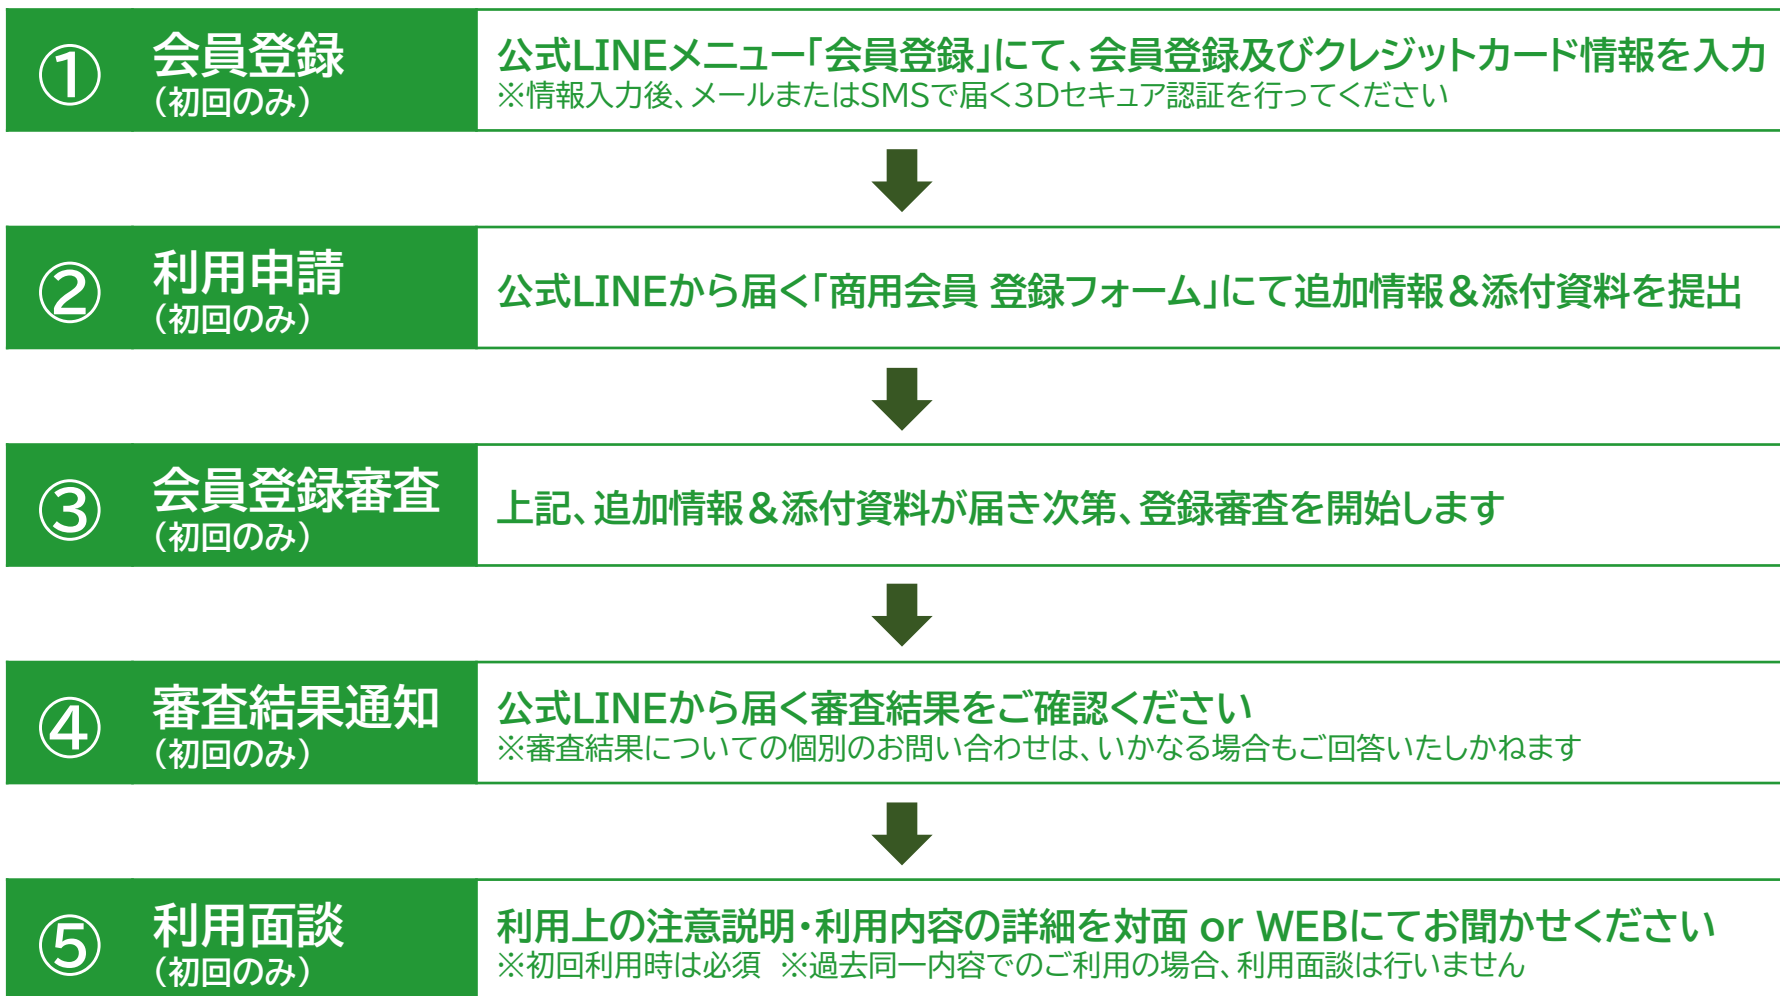 ① 会員登録
(初回のみ)
公式LINEメニュー「会員登録」にて、会員登録及びクレジットカード情報を入力
※情報入力後、メールまたはSMSで届く3Dセキュア認証を行ってください
② 利用申請
(初回のみ)
公式LINEから届く「商用会員 登録フォーム」にて追加情報&添付資料を提出
③ 会員登録審査
(初回のみ)
上記、追加情報&添付資料が届き次第、登録審査を開始します
④ 審査結果通知
(初回のみ)
公式LINEから届く審査結果をご確認ください
※審査結果についての個別のお問い合わせは、いかなる場合もご回答いたしかねます
⑤ 利用面談
(初回のみ)
利用上の注意説明・利用内容の詳細を対面 or WEBにてお聞かせください
※初回利用時は必須 ※過去同一内容でのご利用の場合、利用面談は行いません